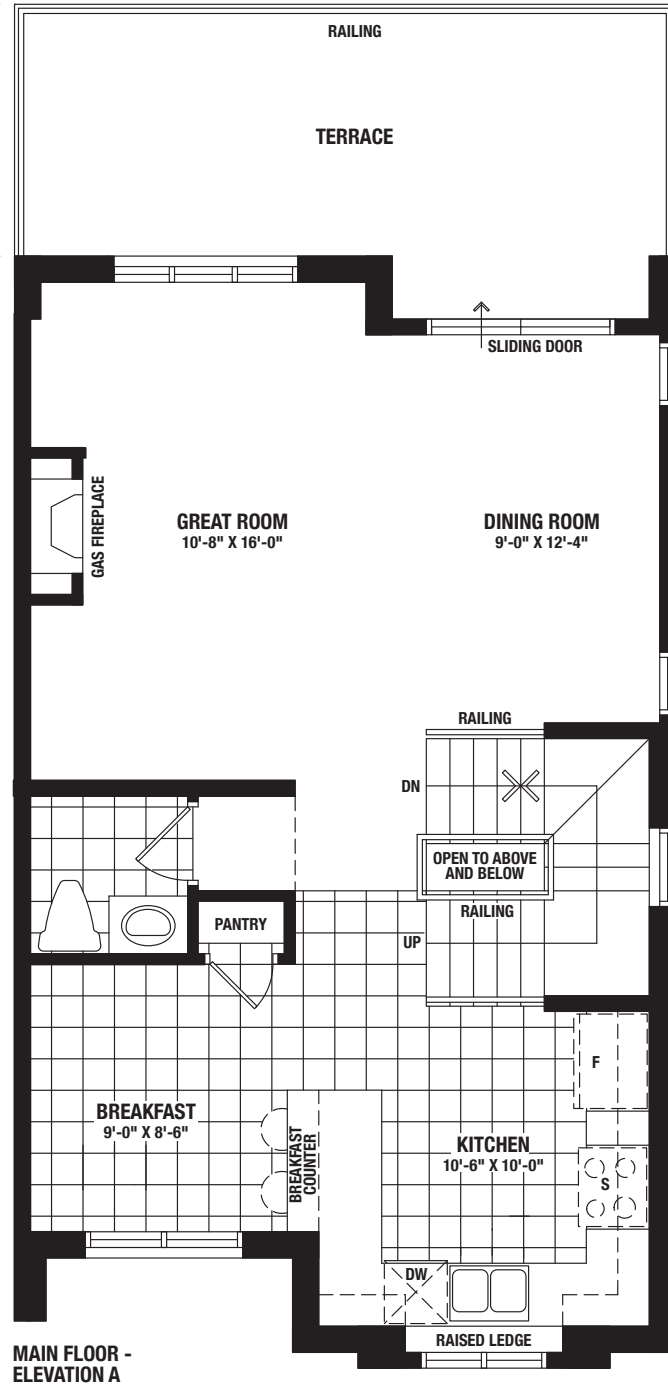 RAILING
TERRACE
SLIDING DOOR
GAS FIREPLACE
GREAT ROOM
10'-8" X 16'-0"
DINING ROOM
9'-0" X 12'-4"
RAILING
DN
OPEN TO ABOVE
AND BELOW
RAILING
UP
PANTRY
F
BREAKFAST
9'-0" X 8'-6"
BREAKFAST
COUNTER
KITCHEN
10'-6" X 10'-0"
S
DW
RAISED LEDGE
MAIN FLOOR -
ELEVATION A